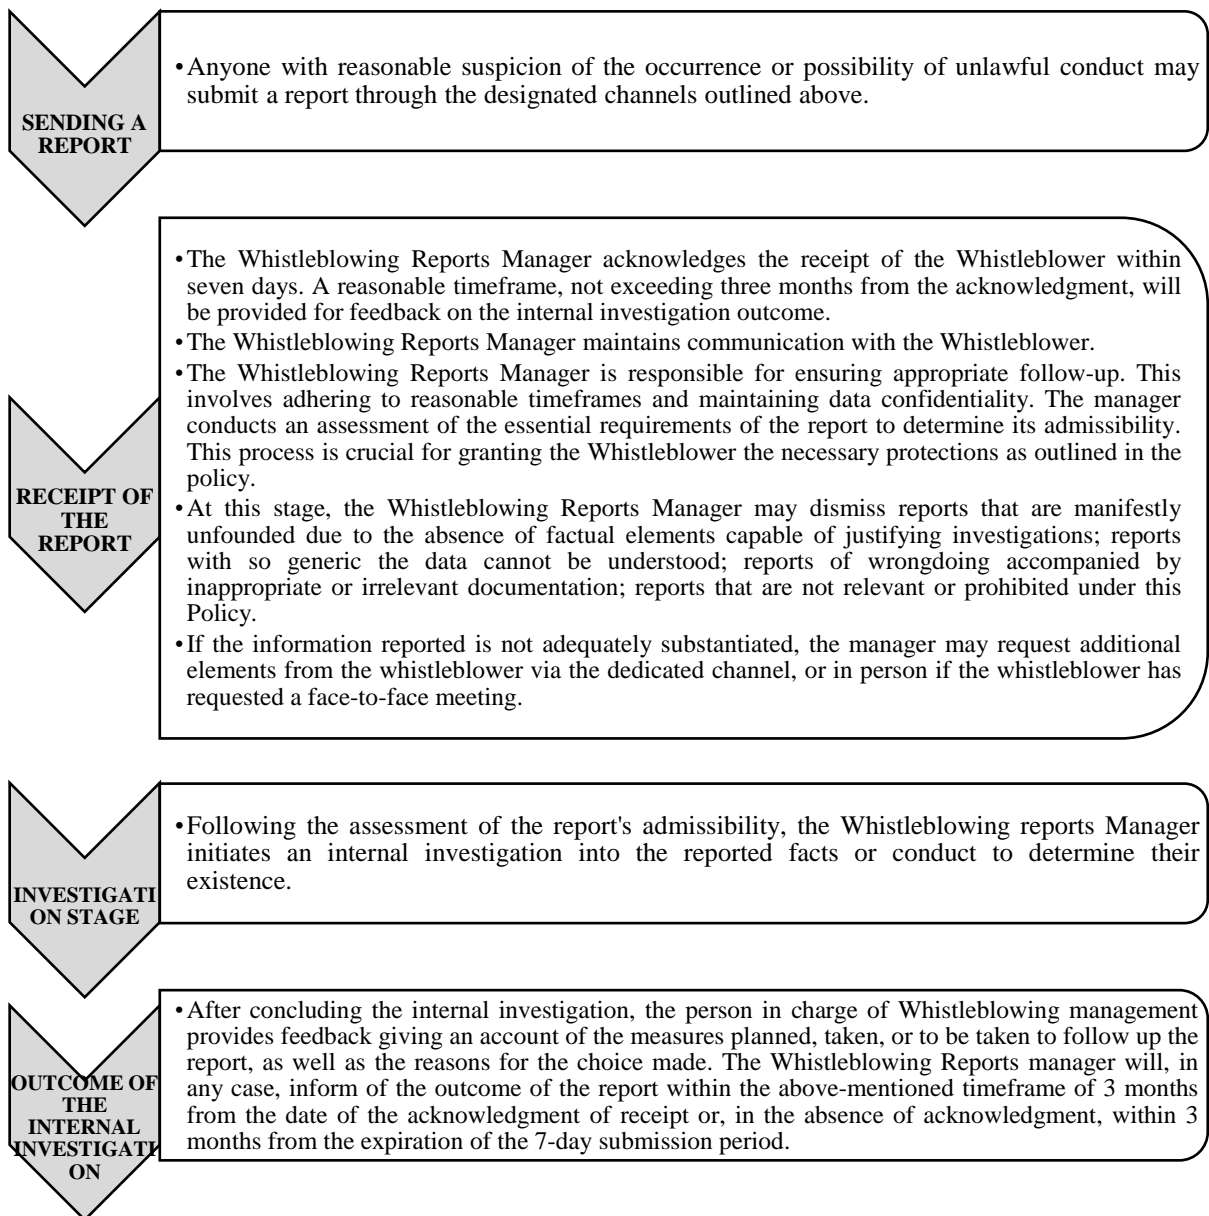 SENDING A
REPORT
•Anyone with reasonable suspicion of the occurrence or possibility of unlawful conduct may
submit a report through the designated channels outlined above.
RECEIPT OF
THE
REPORT
•The Whistleblowing Reports Manager acknowledges the receipt of the Whistleblower within
seven days. A reasonable timeframe, not exceeding three months from the acknowledgment, will
be provided for feedback on the internal investigation outcome.
•The Whistleblowing Reports Manager maintains communication with the Whistleblower.
•The Whistleblowing Reports Manager is responsible for ensuring appropriate follow-up. This
involves adhering to reasonable timeframes and maintaining data confidentiality. The manager
conducts an assessment of the essential requirements of the report to determine its admissibility.
This process is crucial for granting the Whistleblower the necessary protections as outlined in the
policy.
•At this stage, the Whistleblowing Reports Manager may dismiss reports that are manifestly
unfounded due to the absence of factual elements capable of justifying investigations; reports
with so generic the data cannot be understood; reports of wrongdoing accompanied by
inappropriate or irrelevant documentation; reports that are not relevant or prohibited under this
Policy.
•If the information reported is not adequately substantiated, the manager may request additional
elements from the whistleblower via the dedicated channel, or in person if the whistleblower has
requested a face-to-face meeting.
INVESTIGATI
ON STAGE
•Following the assessment of the report's admissibility, the Whistleblowing reports Manager
initiates an internal investigation into the reported facts or conduct to determine their
existence.
OUTCOME OF
THE
INTERNAL
INVESTIGATI
ON
•After concluding the internal investigation, the person in charge of Whistleblowing management
provides feedback giving an account of the measures planned, taken, or to be taken to follow up the
report, as well as the reasons for the choice made. The Whistleblowing Reports manager will, in
any case, inform of the outcome of the report within the above-mentioned timeframe of 3 months
from the date of the acknowledgment of receipt or, in the absence of acknowledgment, within 3
months from the expiration of the 7-day submission period.